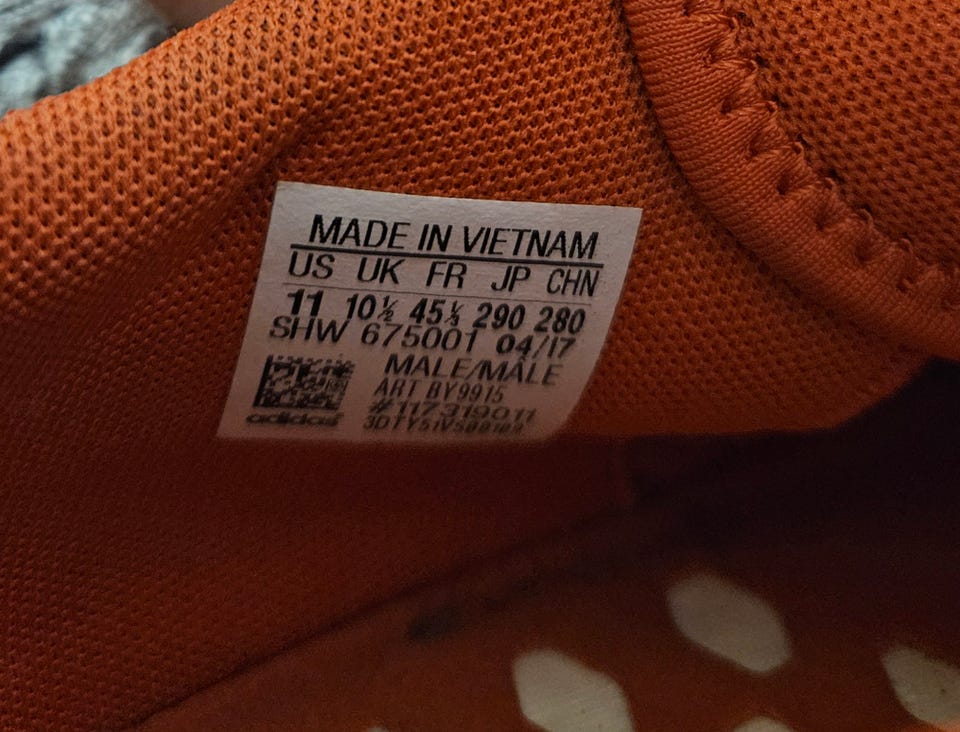 MADE IN VIETNAM
US UK FR JP CHN
11 10½ 45⅓ 290 280
SHW 675001 04/17
MALE/MÂLE
ART BY9915
#117319011
adidas